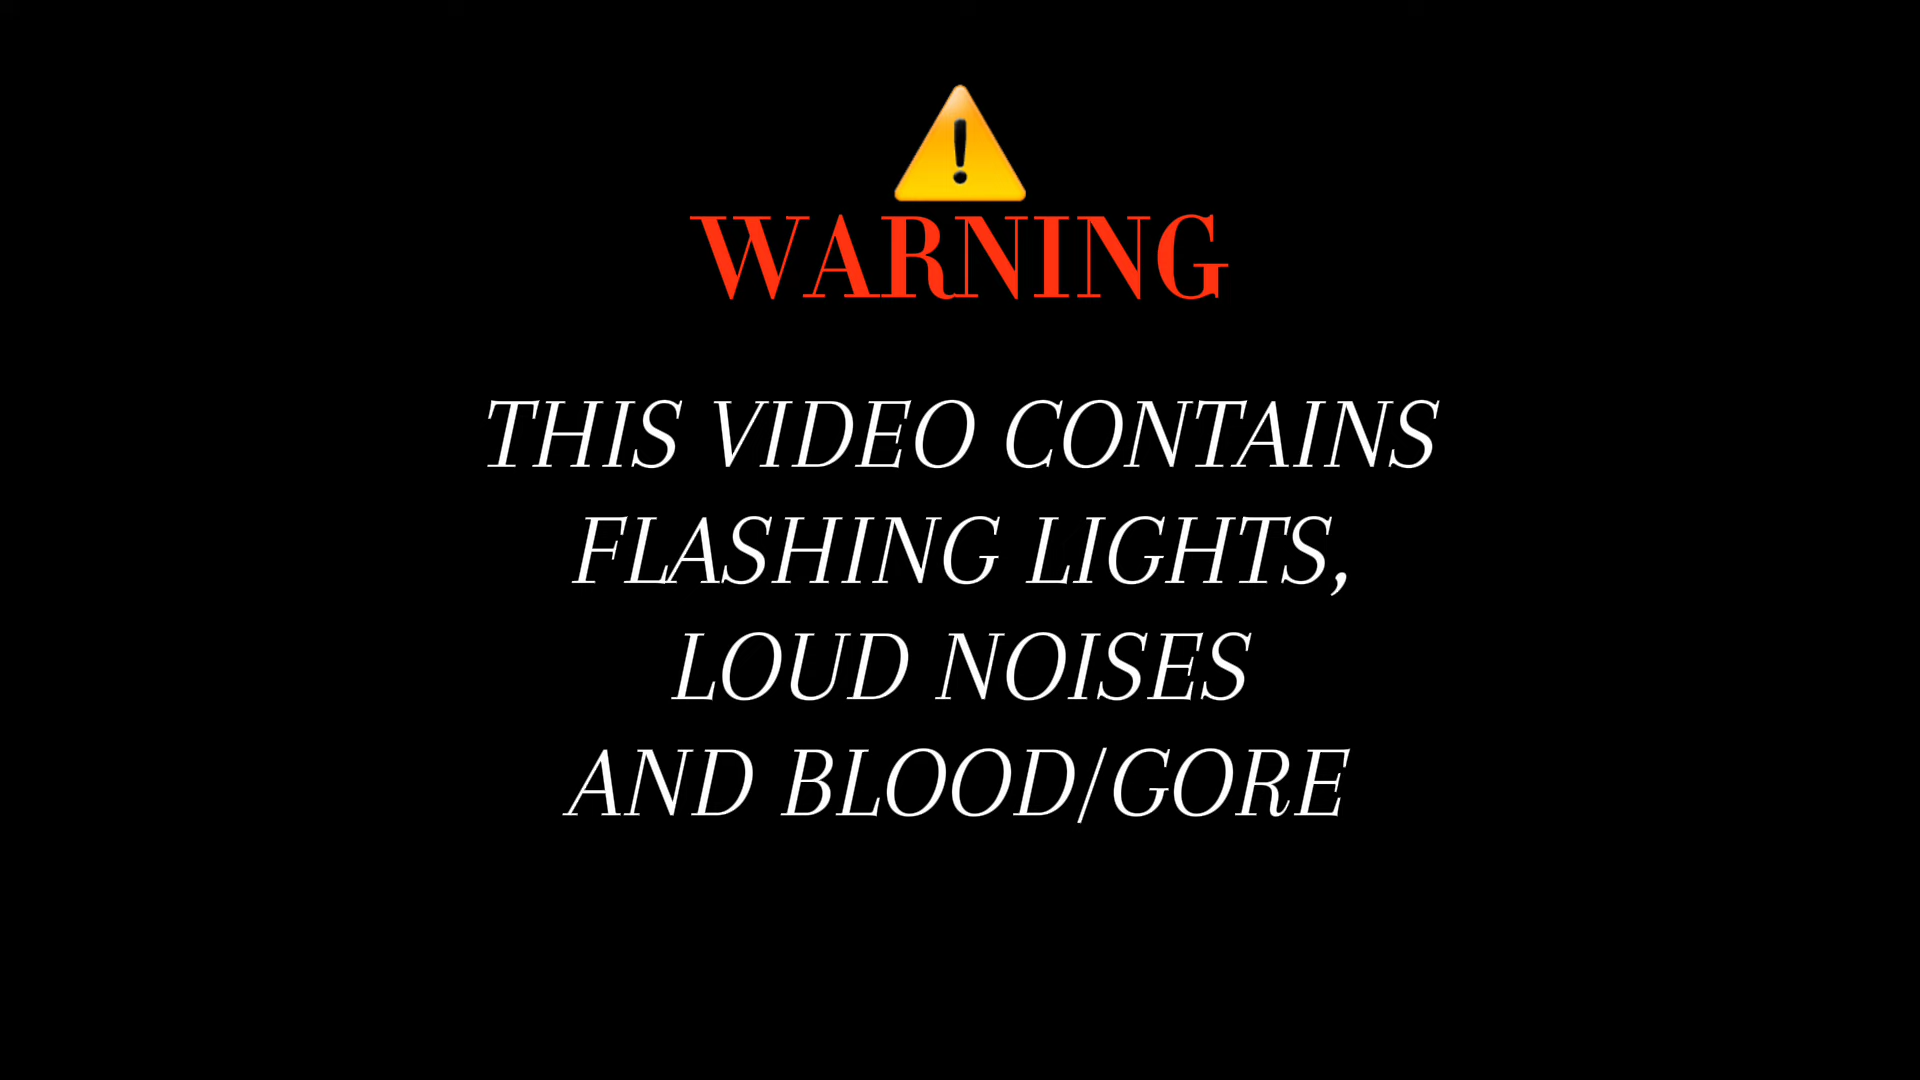 WARNING
THIS VIDEO CONTAINS
FLASHING LIGHTS,
LOUD NOISES
AND BLOOD/GORE